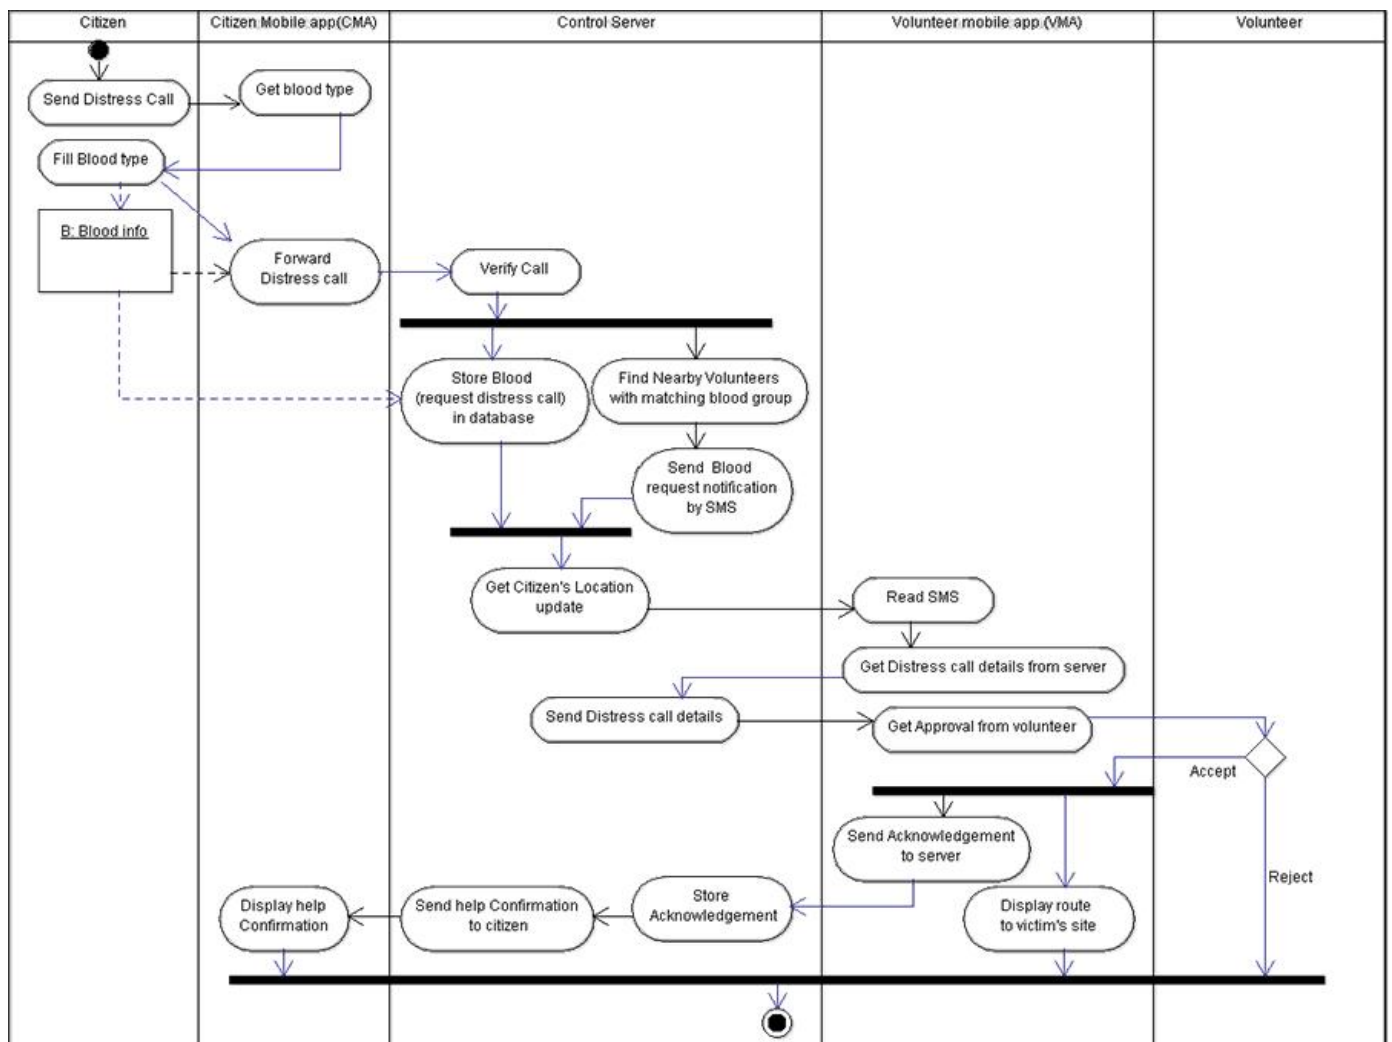 Citizen
Citizen Mobile app(CMA)
Control Server
Volunteer mobile app (VMA)
Volunteer
Send Distress Call
Get blood type
Fill Blood type
B: Blood info
Forward
Distress call
Verify Call
Store Blood
(request distress call)
in database
Find Nearby Volunteers
with matching blood group
Send Blood
request notification
by SMS
Get Citizen's Location
update
Read SMS
Get Distress call details from server
Send Distress call details
Get Approval from volunteer
Accept
Send Acknowledgement
to server
Reject
Display help
Confirmation
Send help Confirmation
to citizen
Store
Acknowledgement
Display route
to victim's site